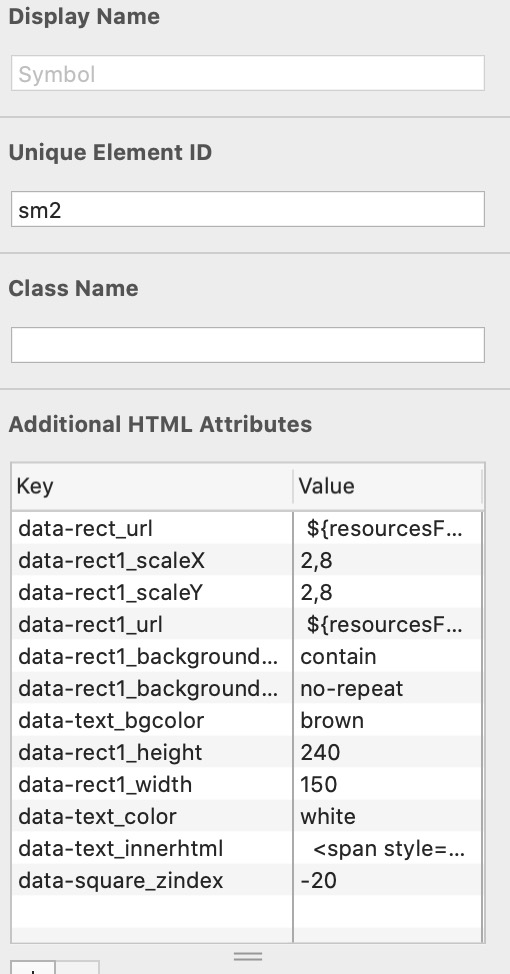 Display Name
Symbol
Unique Element ID
sm2
Class Name
Additional HTML Attributes
Key Value
data-rect_url ${resourcesF...
data-rect1_scaleX 2,8
data-rect1_scaleY 2,8
data-rect1_url ${resourcesF...
data-rect1_background... contain
data-rect1_background... no-repeat
data-text_bgcolor brown
data-rect1_height 240
data-rect1_width 150
data-text_color white
data-text_innerhtml <span style=...
data-square_zindex -20